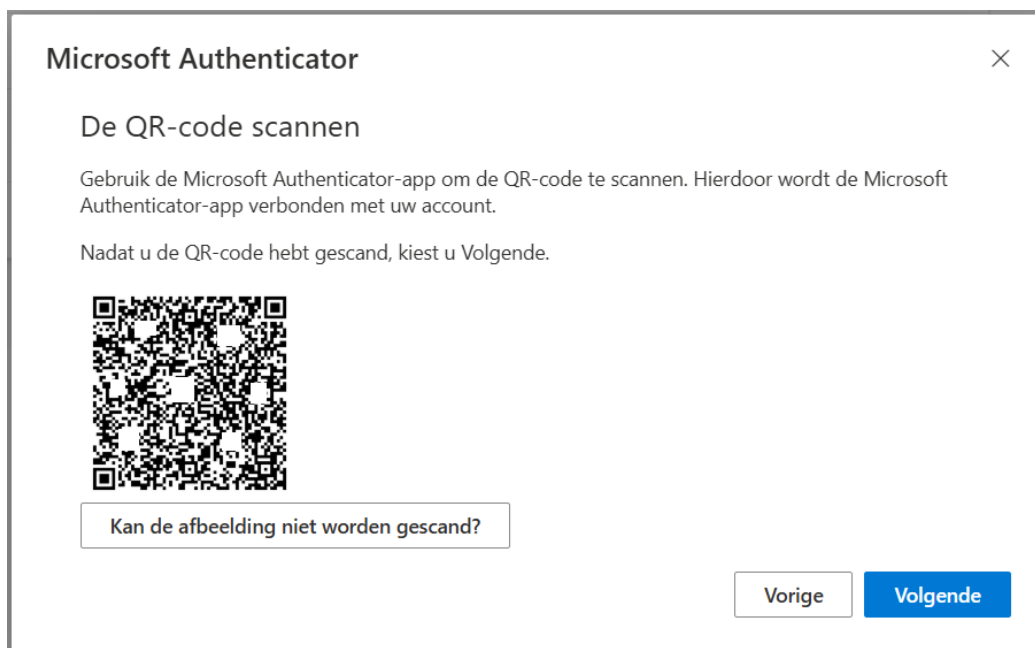 Microsoft Authenticator
De QR-code scannen
Gebruik de Microsoft Authenticator-app om de QR-code te scannen. Hierdoor wordt de Microsoft
Authenticator-app verbonden met uw account.
Nadat u de QR-code hebt gescand, kiest u Volgende.
Kan de afbeelding niet worden gescand?
Vorige
Volgende